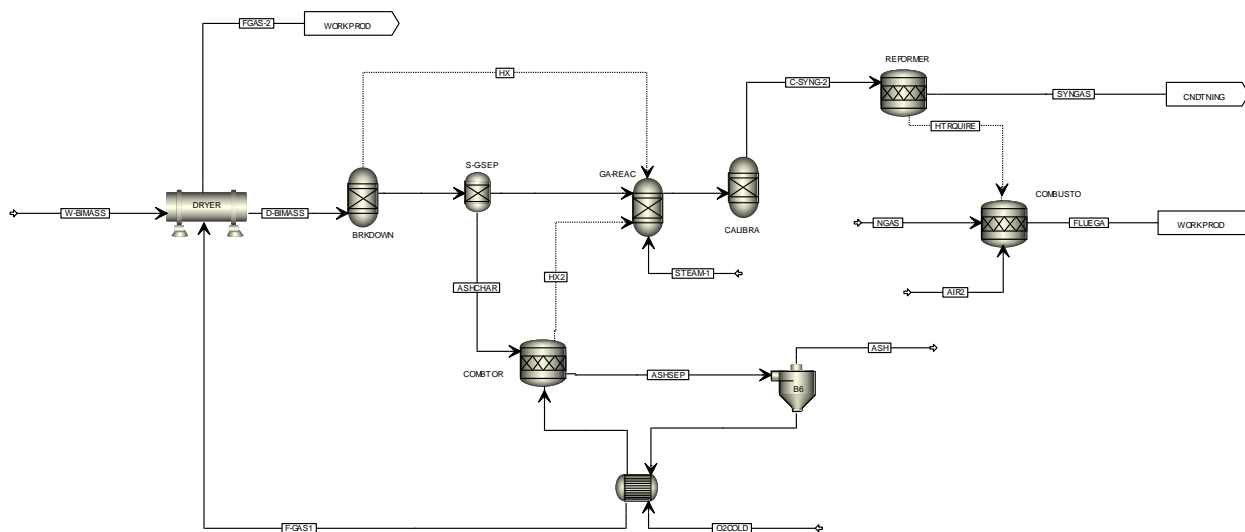 FGAS-2
WORKPROD
REFORMER
HX
C-SYNG-2
SYNGAS
CNDTNING
HTRQUIRE
S-GSEP
GA-REAC
DRYER
COMBUSTO
W-BIMASS
D-BIMASS
BRKDOWN
CALIBRA
NGAS
FLUEGA
WORKPROD
HX2
STEAM-1
ASHCHAR
AIR2
ASH
COMBTOR
ASHSEP
B6
F-GAS1
O2COLD